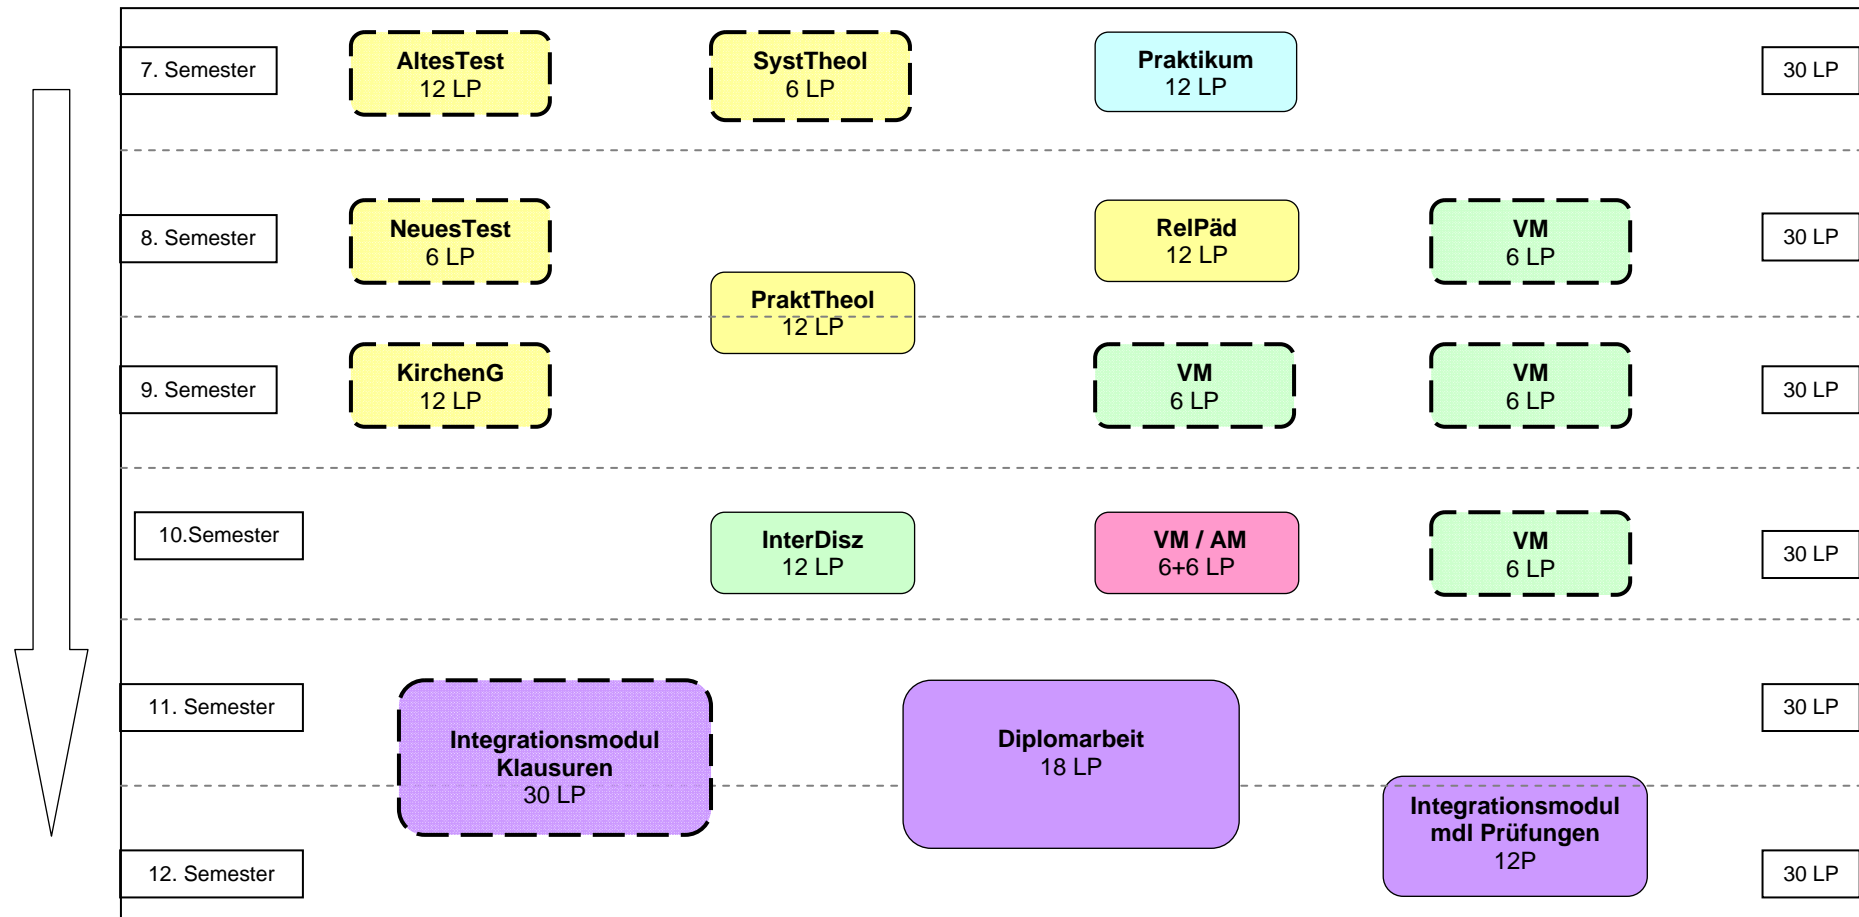 7. Semester
AltesTest
12 LP
SystTheol
6 LP
Praktikum
12 LP
30 LP
8. Semester
NeuesTest
6 LP
RelPäd
12 LP
VM
6 LP
30 LP
PraktTheol
12 LP
9. Semester
KirchenG
12 LP
VM
6 LP
VM
6 LP
30 LP
10.Semester
InterDisz
12 LP
VM / AM
6+6 LP
VM
6 LP
30 LP
11. Semester
Integrationsmodul
Klausuren
30 LP
Diplomarbeit
18 LP
30 LP
Integrationsmodul
mdl Prüfungen
12P
12. Semester
30 LP